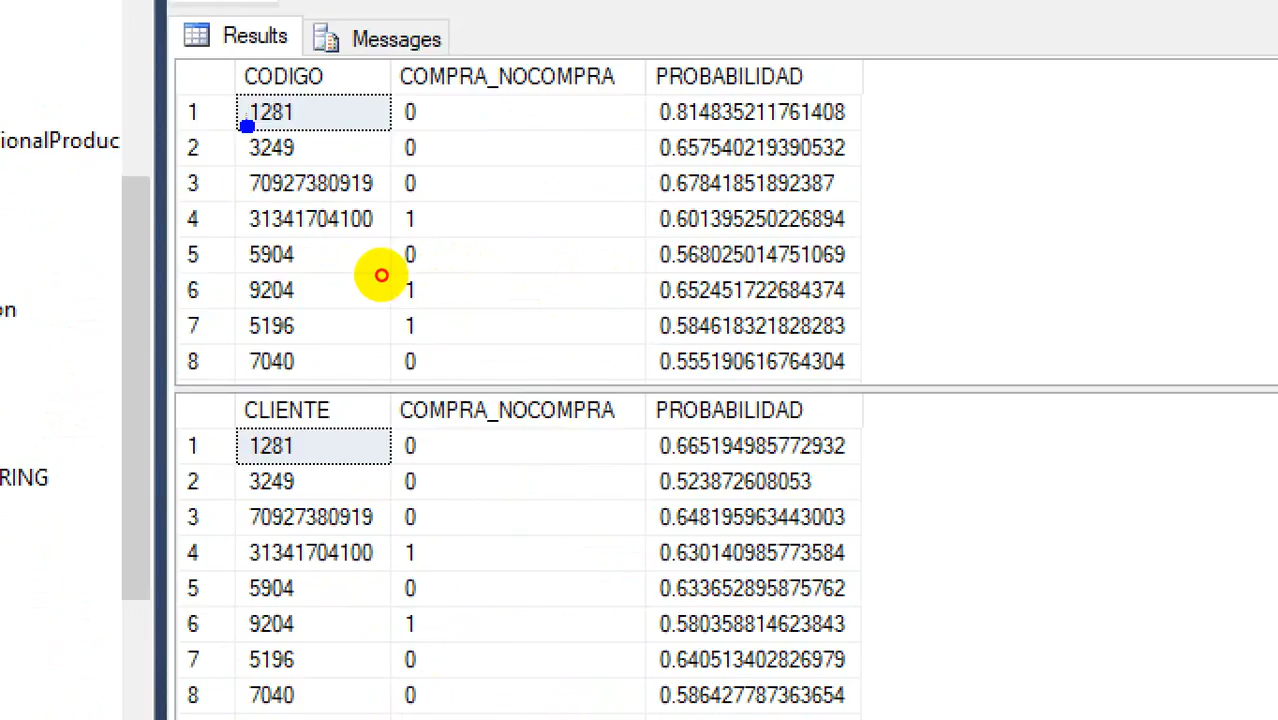 Results Messages
CODIGO COMPRA_NOCOMPRA PROBABILIDAD
1 1281 0 0.814835211761408
ionalProduc
2 3249 0 0.657540219390532
3 70927380919 0 0.67841851892387
4 31341704100 1 0.601395250226894
5 5904 0 0.568025014751069
6 9204 1 0.652451722684374
on
7 5196 1 0.584618321828283
8 7040 0 0.555190616764304
CLIENTE COMPRA_NOCOMPRA PROBABILIDAD
1 1281 0 0.665194985772932
RING
2 3249 0 0.523872608053
3 70927380919 0 0.648195963443003
4 31341704100 1 0.630140985773584
5 5904 0 0.633652895875762
6 9204 1 0.580358814623843
7 5196 0 0.640513402826979
8 7040 0 0.586427787363654